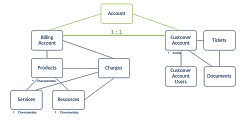 Account
1 : 1
Billing
Account
Customer
Account
Tickets
Products
Charges
Customer
Account
Users
Documents
Services
Resources